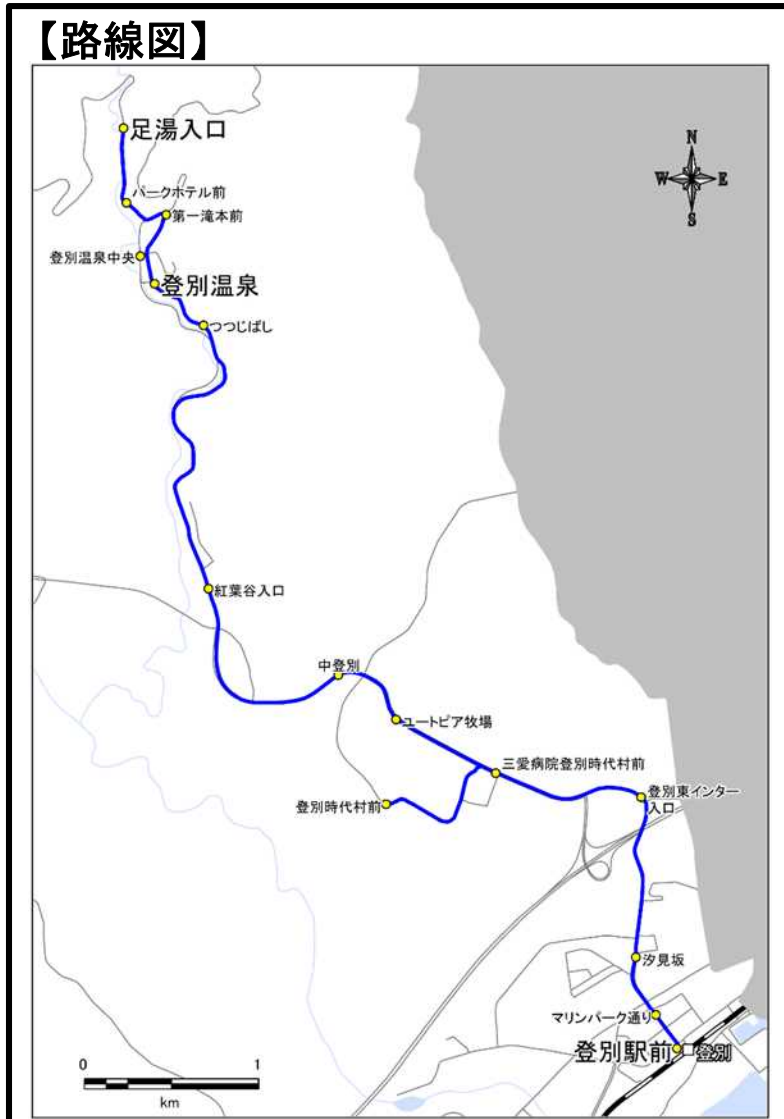 【路線図】
足湯入口
N
W
E
S
パークホテル前
第一滝本前
登別温泉中央
登別温泉
つつじばし
紅葉谷入口
中登別
ユートピア牧場
三愛病院登別時代村前
登別時代村前
登別東インター
入口
汐見坂
マリンパーク通り
登別駅前
登別
0
1
km